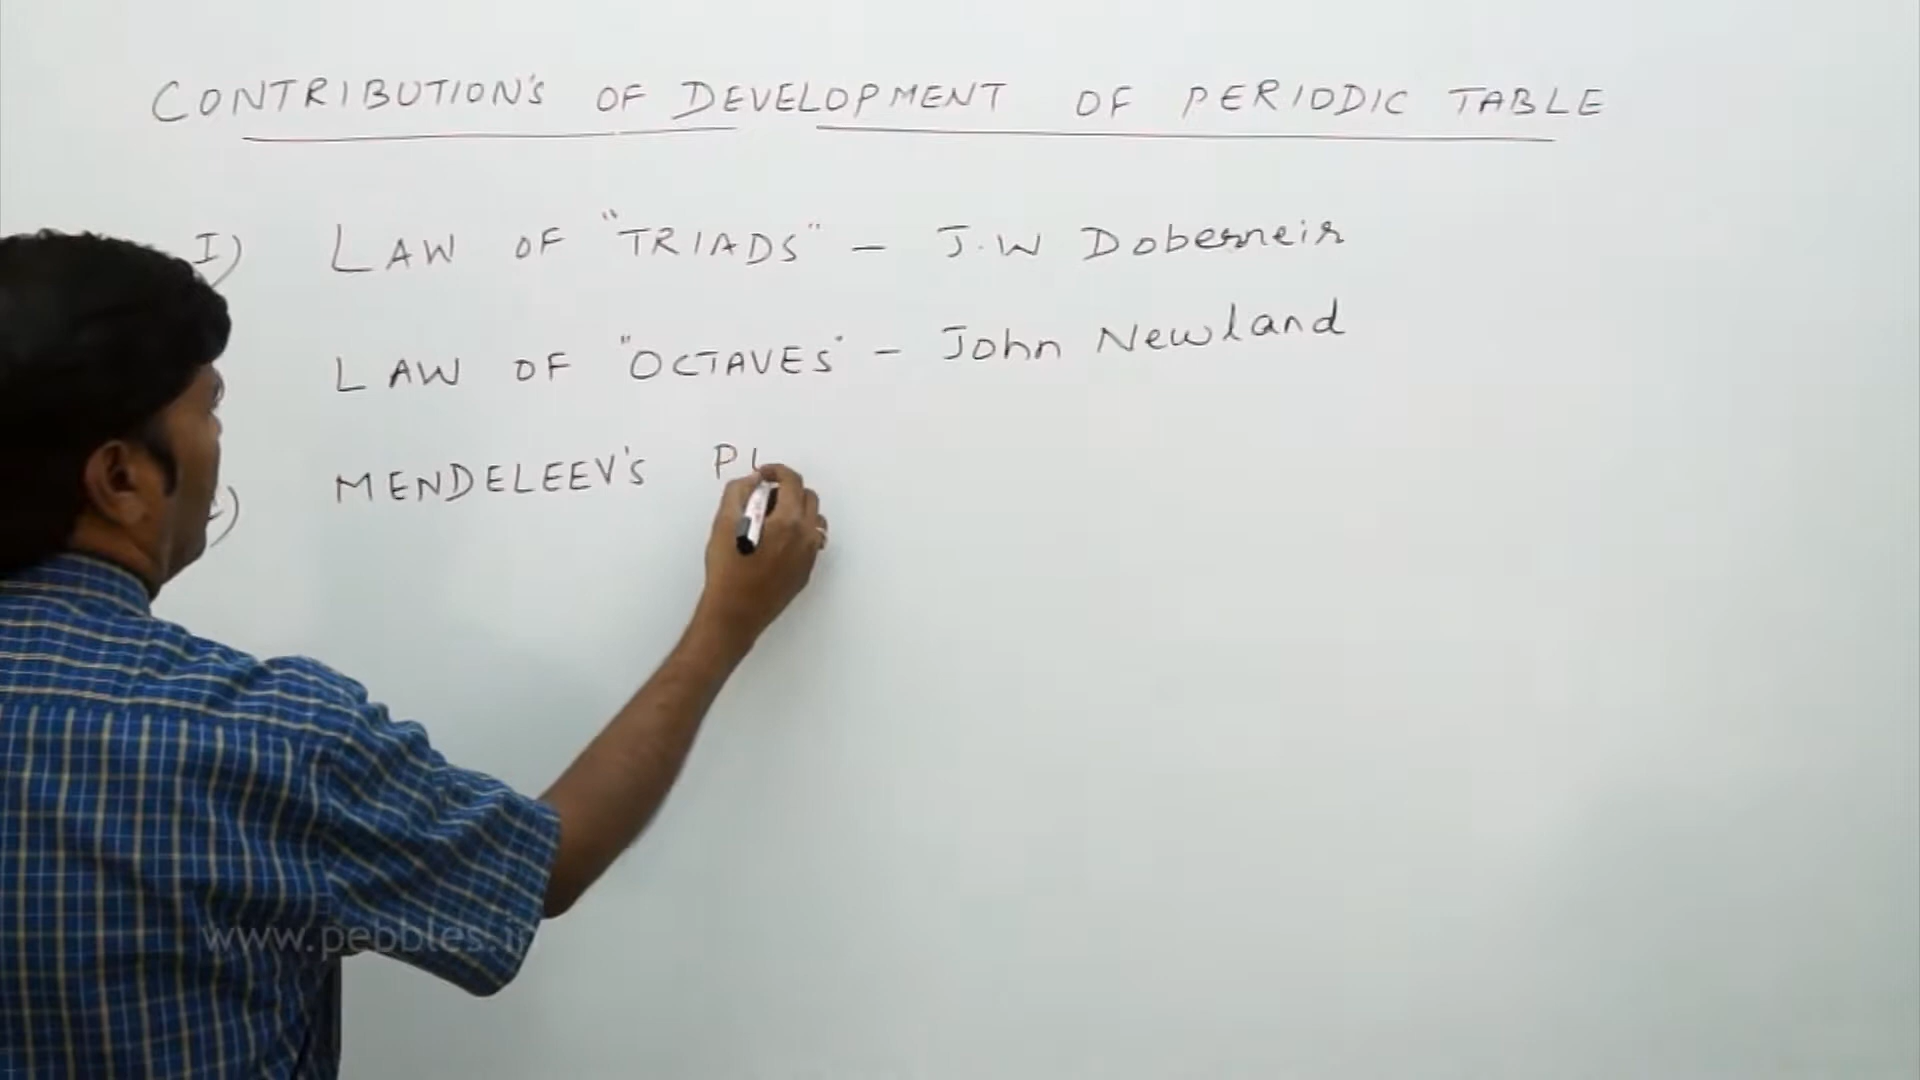 CONTRIBUTION'S OF DEVELOPMENT OF PERIODIC TABLE
I) LAW OF "TRIADS" - J.W Doberneir
LAW OF "OCTAVES" - John Newland
MENDELEEV'S P
www.pebbles.in